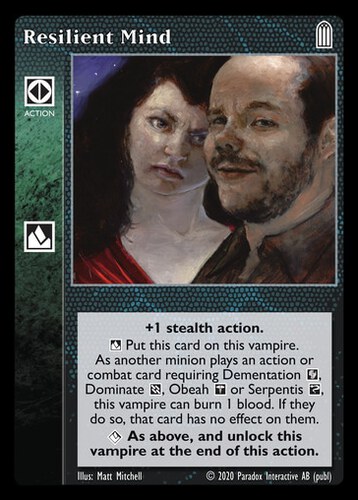 Resilient Mind
ACTION
+1 stealth action.
Put this card on this vampire.
As another minion plays an action or
combat card requiring Dementation ,
Dominate , Obeah or Serpentis ,
this vampire can burn 1 blood. If they
do so, that card has no effect on them.
As above, and unlock this
vampire at the end of this action.
Illus: Matt Mitchell © 2020 Paradox Interactive AB (publ)